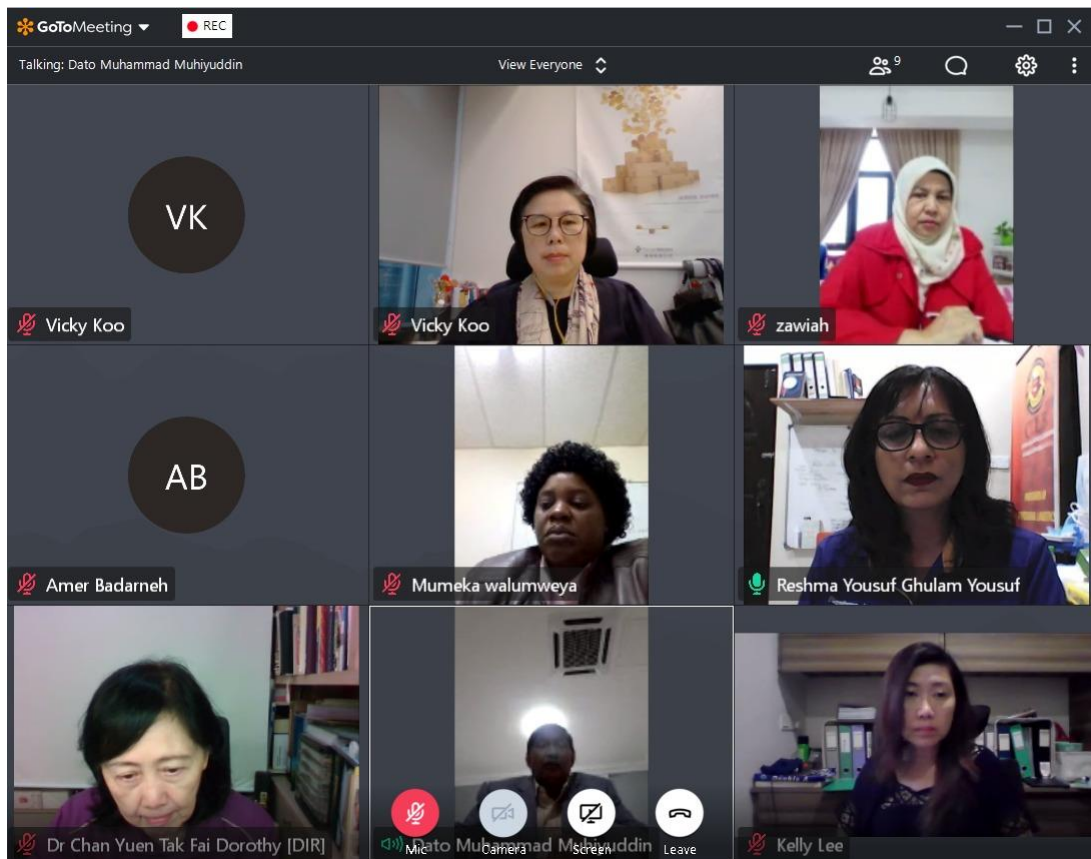 GoToMeeting
REC
Talking: Dato Muhammad Muhiyuddin
View Everyone
9
VK
Vicky Koo
Vicky Koo
zawiah
AB
Amer Badarneh
Mumeka walumweya
Reshma Yousuf Ghulam Yousuf
Dr Chan Yuen Tak Fai Dorothy [DIR]
Dato Muhammad Muhiyuddin
Mic
Camera
Screen
Leave
Kelly Lee